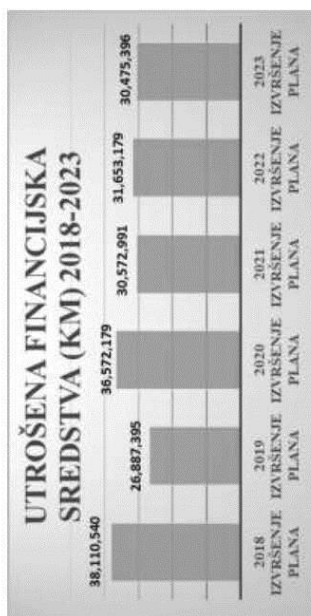 UTROŠENA FINANCIJSKA
SREDSTVA (KM) 2018-2023
38,110,540
26,887,395
36,572,179
30,572,991
31,653,179
30,475,396
2018
IZVRŠENJE
PLANA
2019
IZVRŠENJE
PLANA
2020
IZVRŠENJE
PLANA
2021
IZVRŠENJE
PLANA
2022
IZVRŠENJE
PLANA
2023
IZVRŠENJE
PLANA